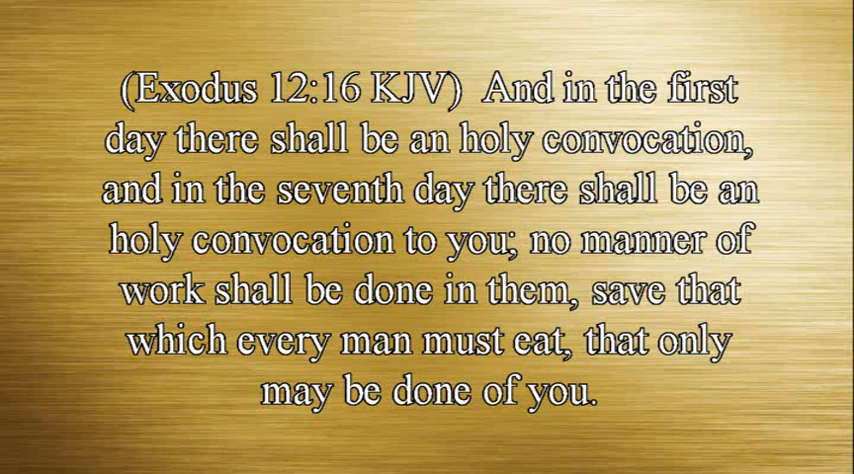 (Exodus 12:16 KJV)  And in the first
day there shall be an holy convocation,
and in the seventh day there shall be an
holy convocation to you; no manner of
work shall be done in them, save that
which every man must eat, that only
may be done of you.